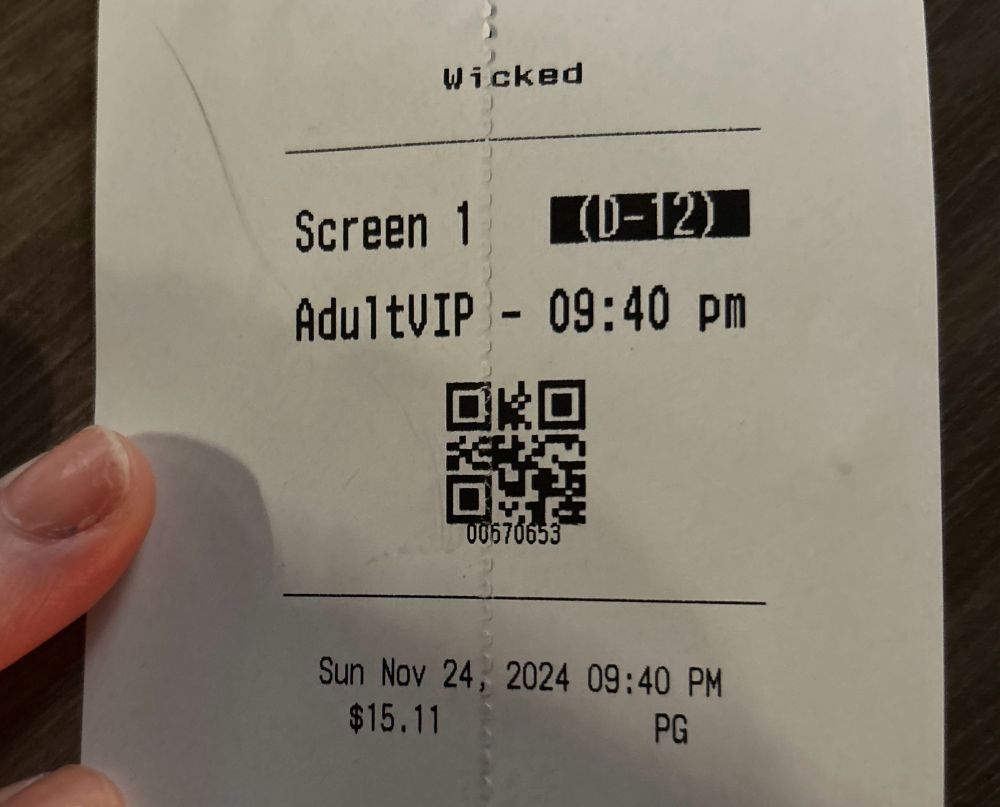 Wicked
Screen 1 (D-12)
AdultVIP - 09:40 pm
00670653
Sun Nov 24, 2024 09:40 PM
$15.11 PG